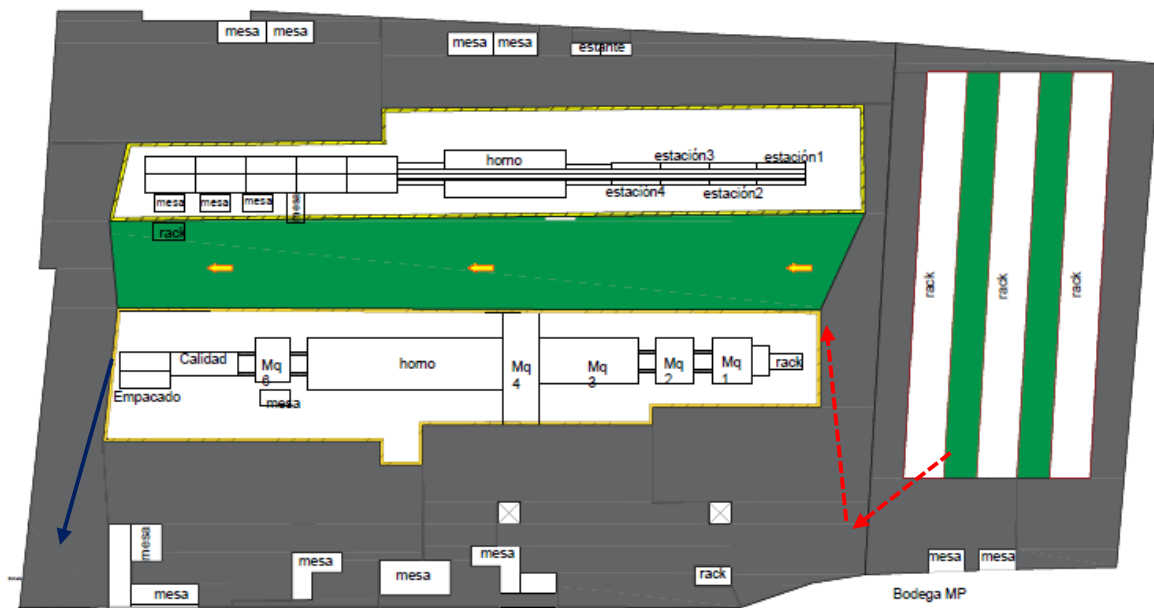 mesa mesa
mesa mesa
estante
horno
estación3
estación1
estación4
estación2
mesa
mesa
mesa
mesa
rack
rack
rack
rack
Calidad
Mq
6
horno
Mq
4
Mq
3
Mq
2
Mq
1
rack
Empacado
mesa
mesa
mesa
mesa
mesa
mesa
rack
mesa
mesa
Bodega MP